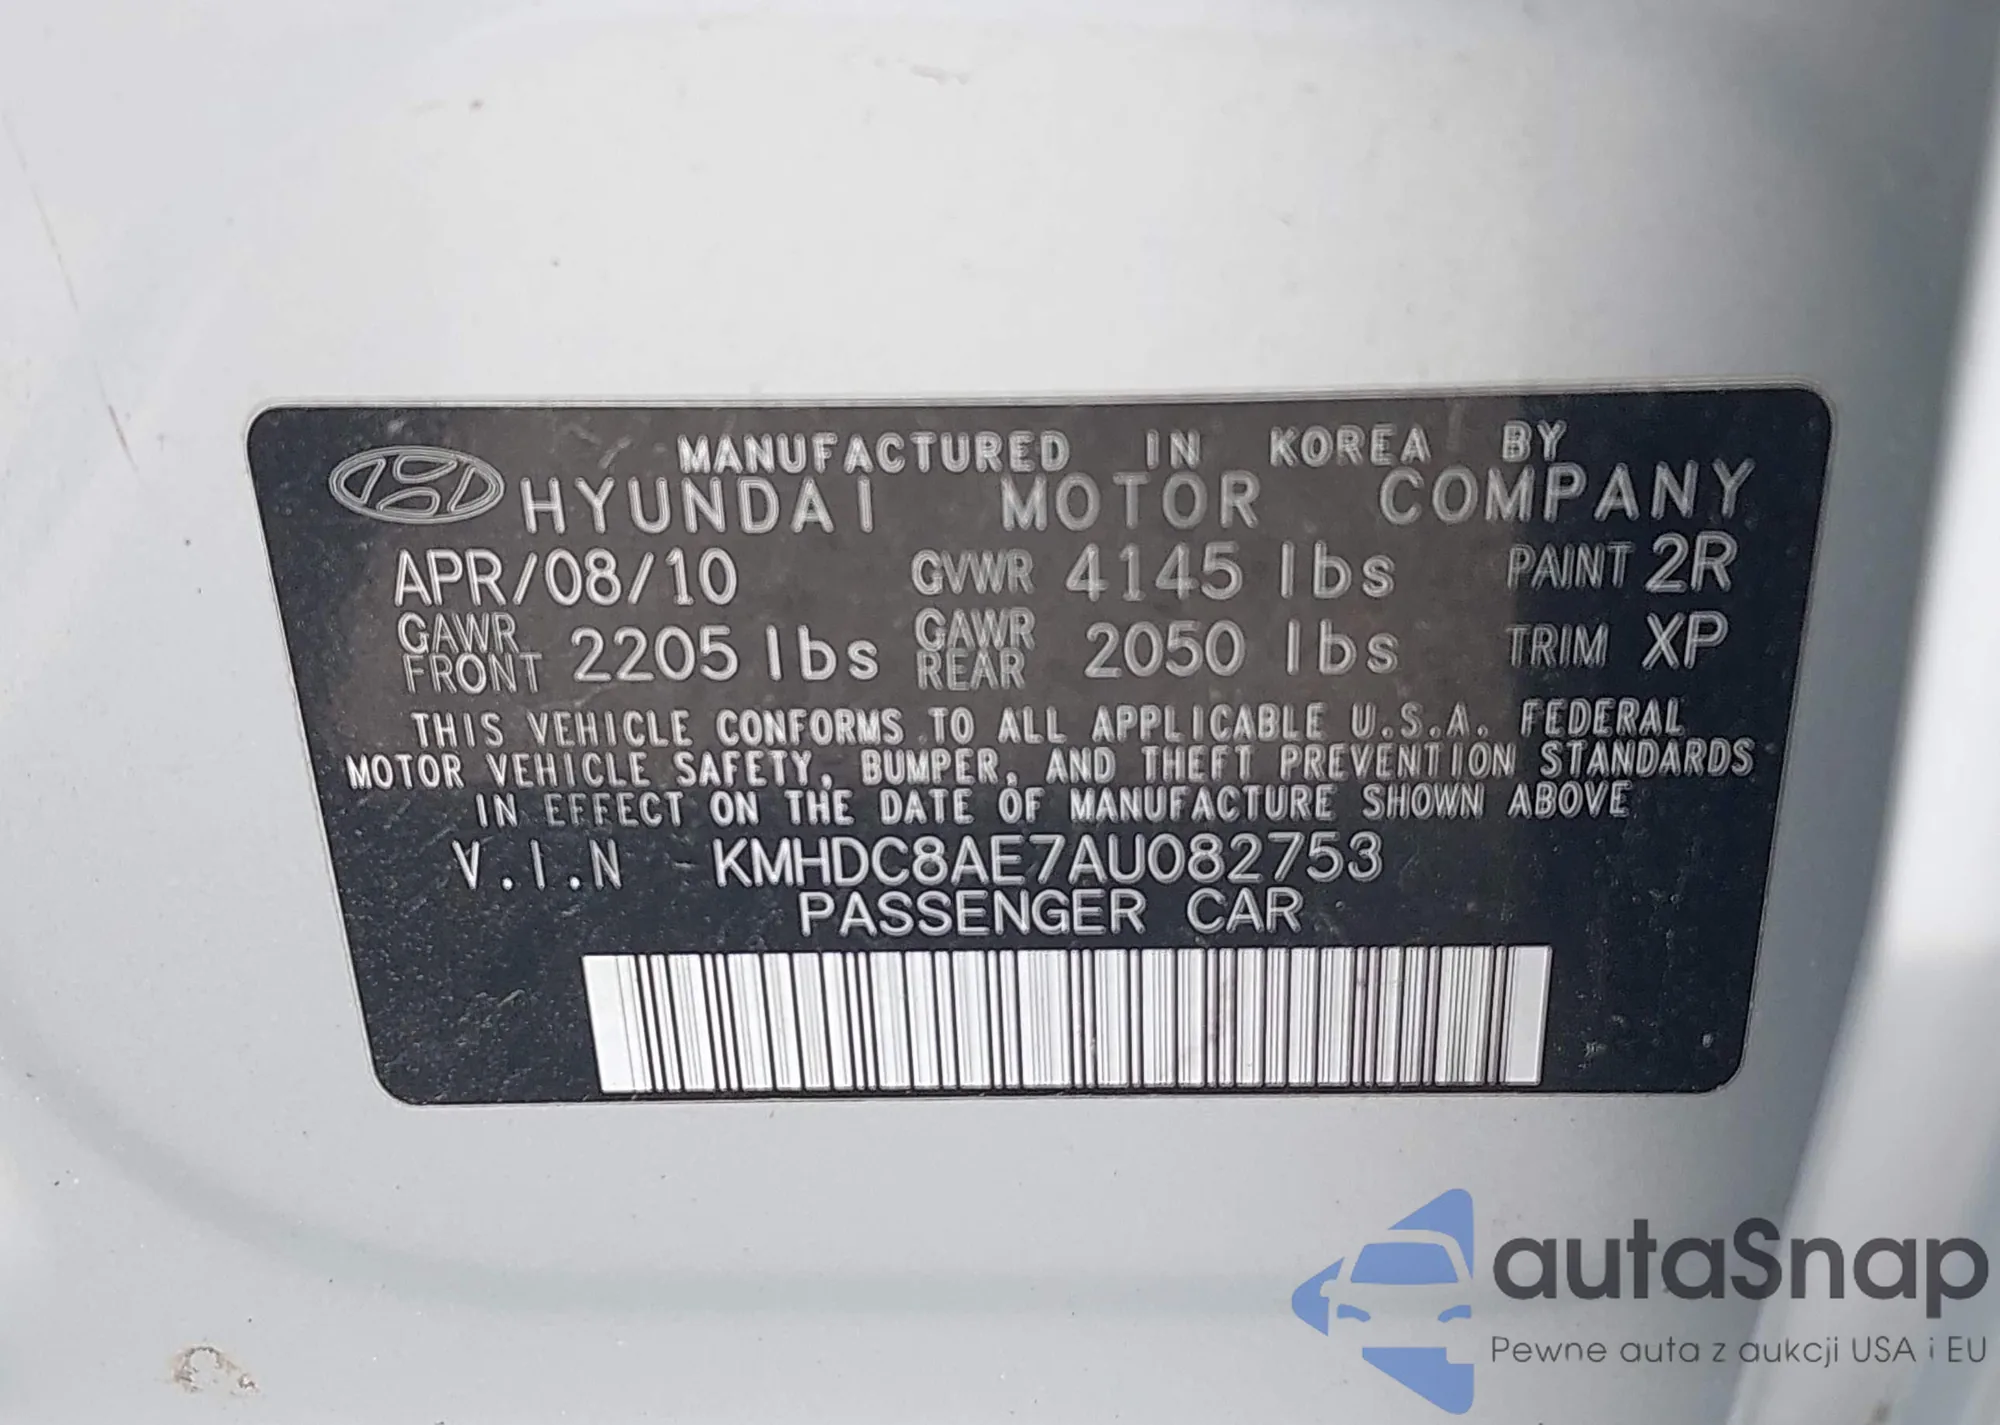 MANUFACTURED IN KOREA BY
HYUNDAI MOTOR COMPANY
APR/08/10 GVWR 4145 lbs PAINT 2R
GAWR FRONT 2205 lbs GAWR REAR 2050 lbs TRIM XP
THIS VEHICLE CONFORMS TO ALL APPLICABLE U.S.A. FEDERAL
MOTOR VEHICLE SAFETY, BUMPER, AND THEFT PREVENTION STANDARDS
IN EFFECT ON THE DATE OF MANUFACTURE SHOWN ABOVE
V.I.N - KMHDC8AE7AU082753
PASSENGER CAR
autaSnap
Pewne auta z aukcji USA i EU